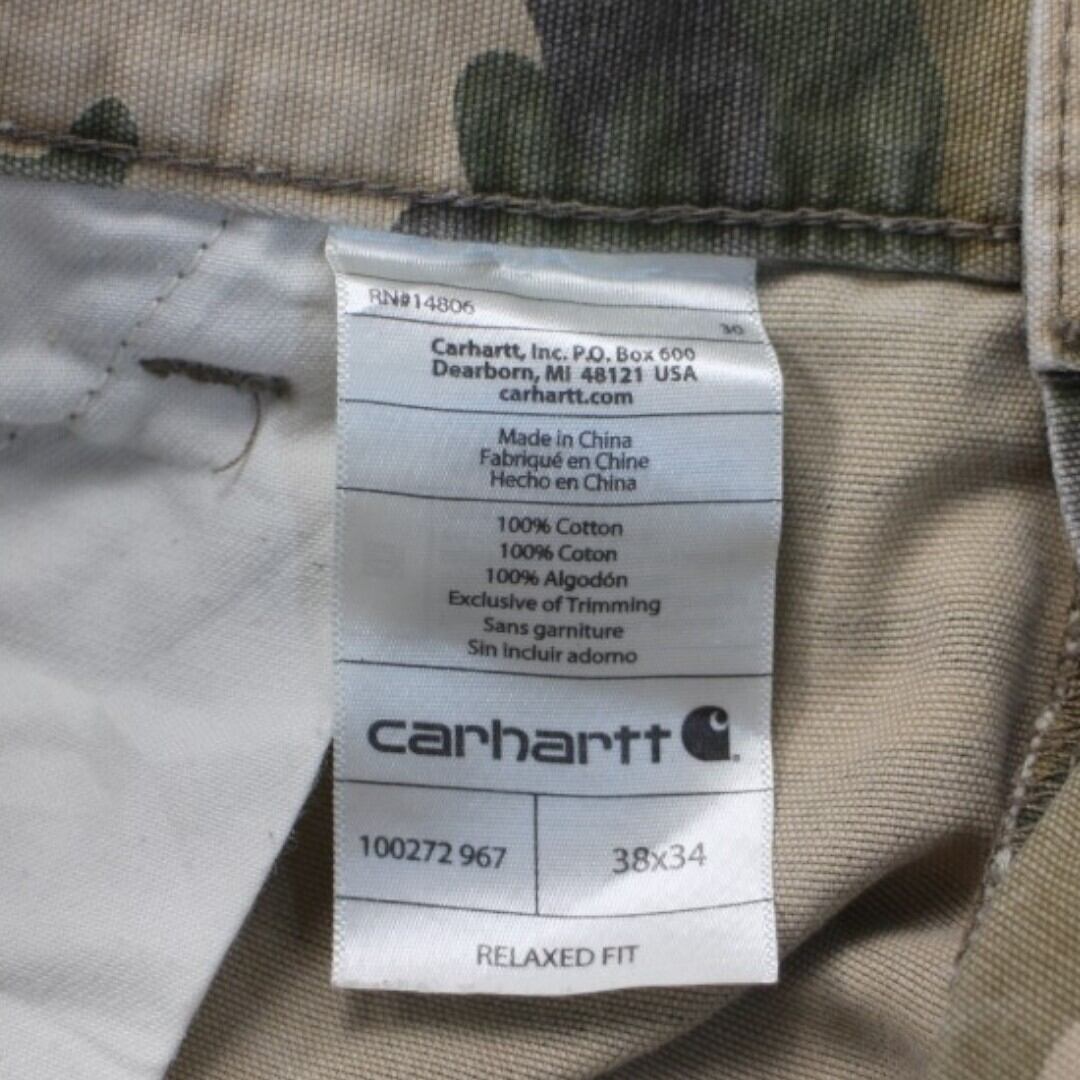 RN#14806
30
Carhartt, Inc. P.O. Box 600
Dearborn, MI 48121 USA
carhartt.com
Made in China
Fabriqué en Chine
Hecho en China
100% Cotton
100% Coton
100% Algodón
Exclusive of Trimming
Sans garniture
Sin incluir adorno
carhartt
100272 967
38x34
RELAXED FIT